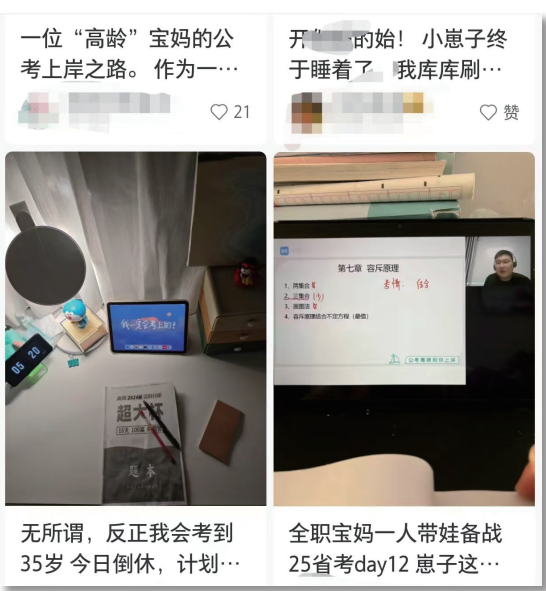 一位“高龄”宝妈的公
考上岸之路。 作为一…
21
的始！ 小崽子终
于睡着了 我库库刷…
赞
05 20
我一定会考上的！
超大杯
题本
无所谓，反正我会考到
35岁 今日倒休，计划…
第七章 容斥原理
1、两集合
2、三集合
3、画图法
4、容斥原理结合不定方程（最值）
全职宝妈一人带娃备战
25省考day12 崽子这…